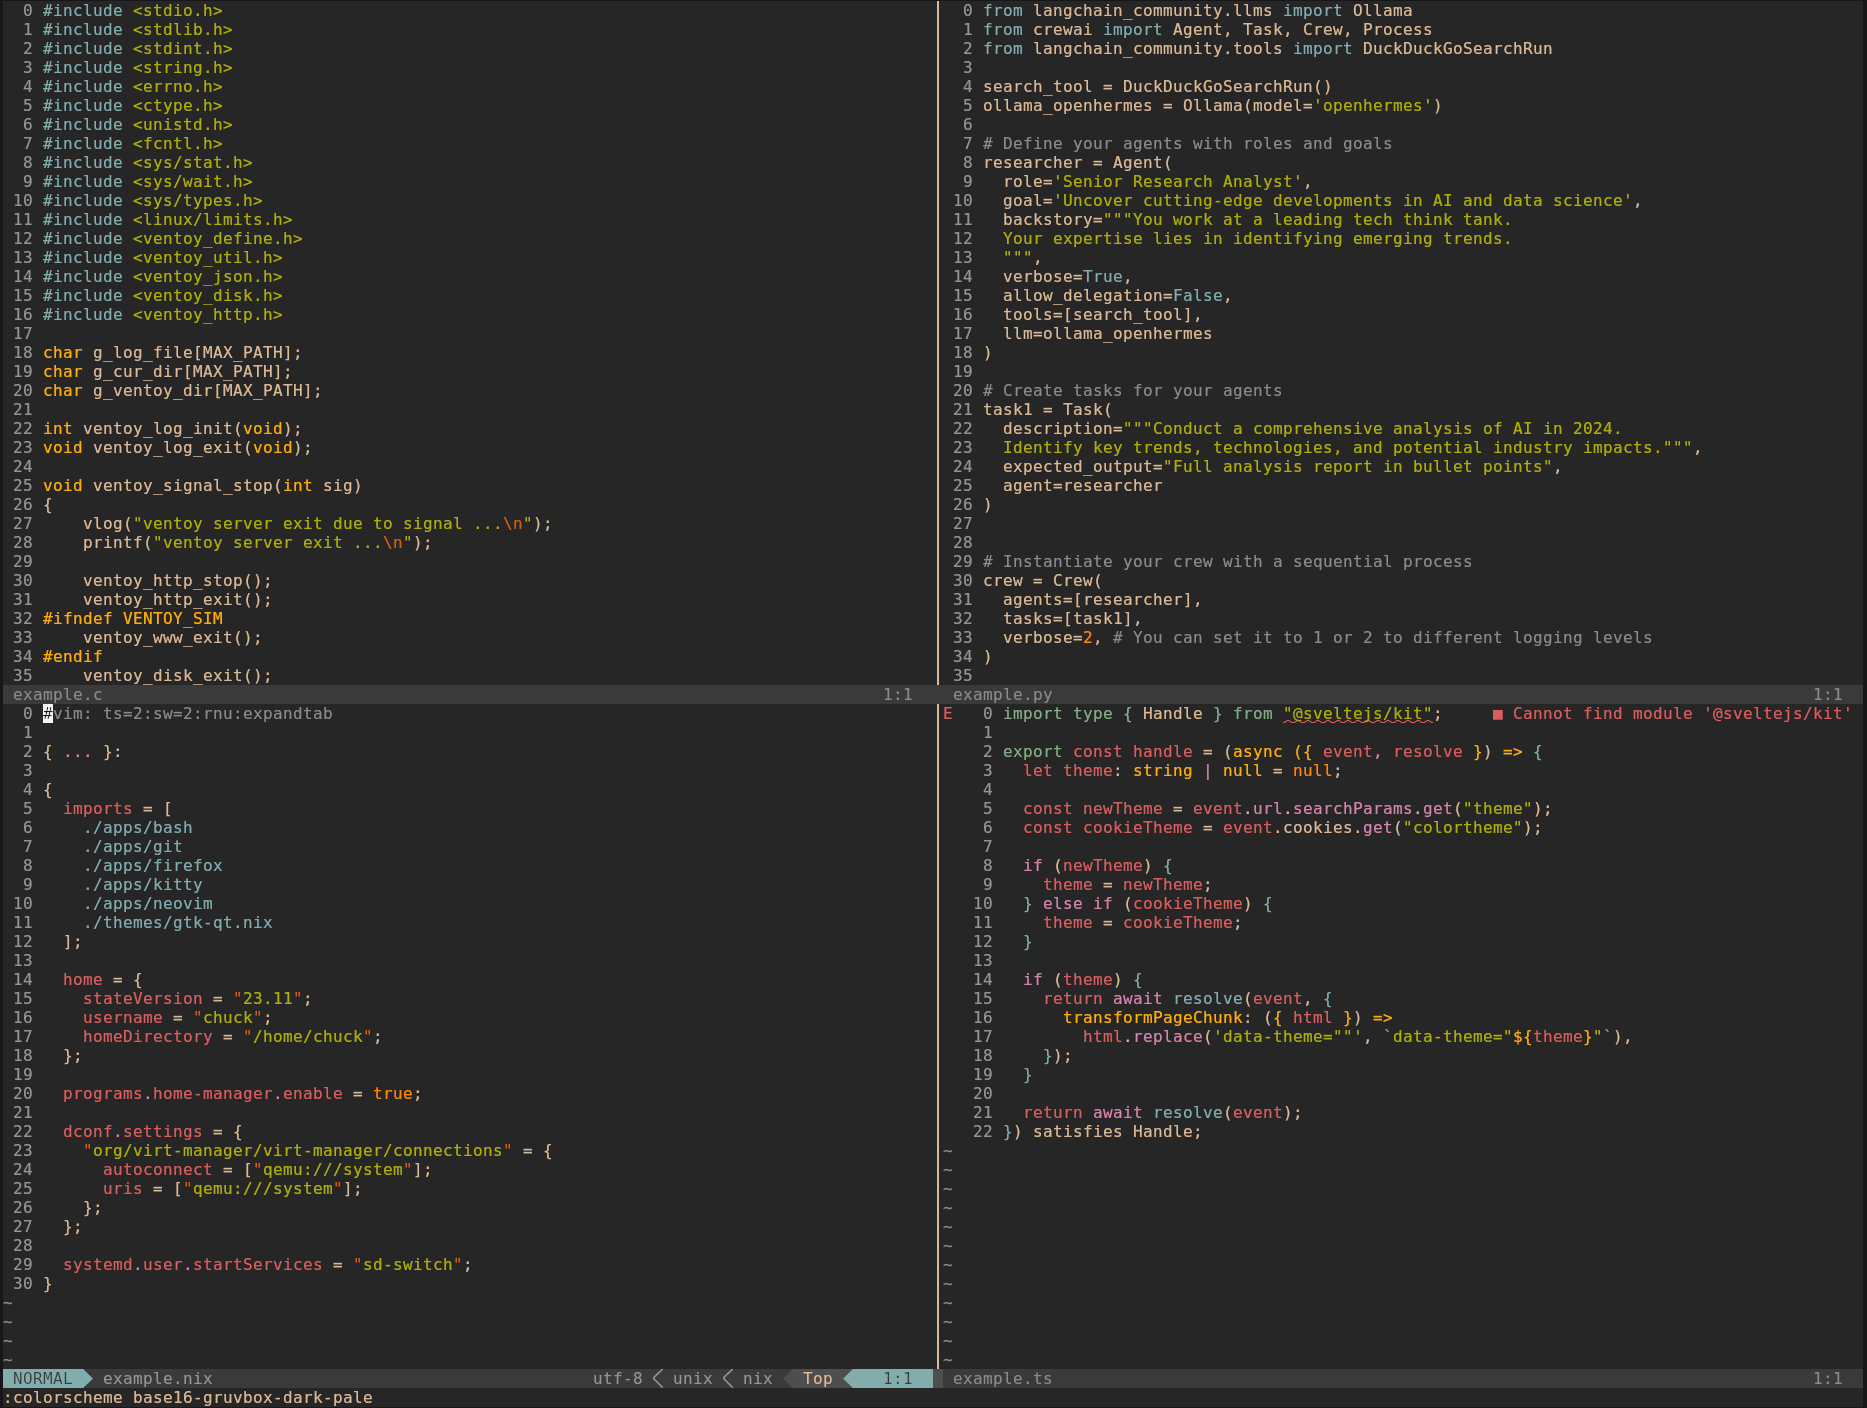 0 #include <stdio.h>
1 #include <stdlib.h>
2 #include <stdint.h>
3 #include <string.h>
4 #include <errno.h>
5 #include <ctype.h>
6 #include <unistd.h>
7 #include <fcntl.h>
8 #include <sys/stat.h>
9 #include <sys/wait.h>
10 #include <sys/types.h>
11 #include <linux/limits.h>
12 #include <ventoy_define.h>
13 #include <ventoy_util.h>
14 #include <ventoy_json.h>
15 #include <ventoy_disk.h>
16 #include <ventoy_http.h>
17
18 char g_log_file[MAX_PATH];
19 char g_cur_dir[MAX_PATH];
20 char g_ventoy_dir[MAX_PATH];
21
22 int ventoy_log_init(void);
23 void ventoy_log_exit(void);
24
25 void ventoy_signal_stop(int sig)
26 {
27     vlog("ventoy server exit due to signal ...\n");
28     printf("ventoy server exit ...\n");
29
30     ventoy_http_stop();
31     ventoy_http_exit();
32 #ifndef VENTOY_SIM
33     ventoy_www_exit();
34 #endif
35     ventoy_disk_exit();
example.c 1:1
0 from langchain_community.llms import Ollama
1 from crewai import Agent, Task, Crew, Process
2 from langchain_community.tools import DuckDuckGoSearchRun
3
4 search_tool = DuckDuckGoSearchRun()
5 ollama_openhermes = Ollama(model='openhermes')
6
7 # Define your agents with roles and goals
8 researcher = Agent(
9   role='Senior Research Analyst',
10   goal='Uncover cutting-edge developments in AI and data science',
11   backstory="""You work at a leading tech think tank.
12   Your expertise lies in identifying emerging trends.
13   """,
14   verbose=True,
15   allow_delegation=False,
16   tools=[search_tool],
17   llm=ollama_openhermes
18 )
19
20 # Create tasks for your agents
21 task1 = Task(
22   description="""Conduct a comprehensive analysis of AI in 2024.
23   Identify key trends, technologies, and potential industry impacts.""",
24   expected_output="Full analysis report in bullet points",
25   agent=researcher
26 )
27
28
29 # Instantiate your crew with a sequential process
30 crew = Crew(
31   agents=[researcher],
32   tasks=[task1],
33   verbose=2, # You can set it to 1 or 2 to different logging levels
34 )
35
example.py 1:1
0 #vim: ts=2:sw=2:rnu:expandtab
1
2 { ... }:
3
4 {
5   imports = [
6     ./apps/bash
7     ./apps/git
8     ./apps/firefox
9     ./apps/kitty
10     ./apps/neovim
11     ./themes/gtk-qt.nix
12   ];
13
14   home = {
15     stateVersion = "23.11";
16     username = "chuck";
17     homeDirectory = "/home/chuck";
18   };
19
20   programs.home-manager.enable = true;
21
22   dconf.settings = {
23     "org/virt-manager/virt-manager/connections" = {
24       autoconnect = ["qemu:///system"];
25       uris = ["qemu:///system"];
26     };
27   };
28
29   systemd.user.startServices = "sd-switch";
30 }
~
~
~
~
NORMAL example.nix utf-8 unix nix Top 1:1
E 0 import type { Handle } from "@sveltejs/kit"; ■ Cannot find module '@sveltejs/kit'
1
2 export const handle = (async ({ event, resolve }) => {
3   let theme: string | null = null;
4
5   const newTheme = event.url.searchParams.get("theme");
6   const cookieTheme = event.cookies.get("colortheme");
7
8   if (newTheme) {
9     theme = newTheme;
10   } else if (cookieTheme) {
11     theme = cookieTheme;
12   }
13
14   if (theme) {
15     return await resolve(event, {
16       transformPageChunk: ({ html }) =>
17         html.replace('data-theme=""', `data-theme="${theme}"`),
18     });
19   }
20
21   return await resolve(event);
22 }) satisfies Handle;
~
~
~
~
~
~
~
~
~
~
~
~
example.ts 1:1
:colorscheme base16-gruvbox-dark-pale